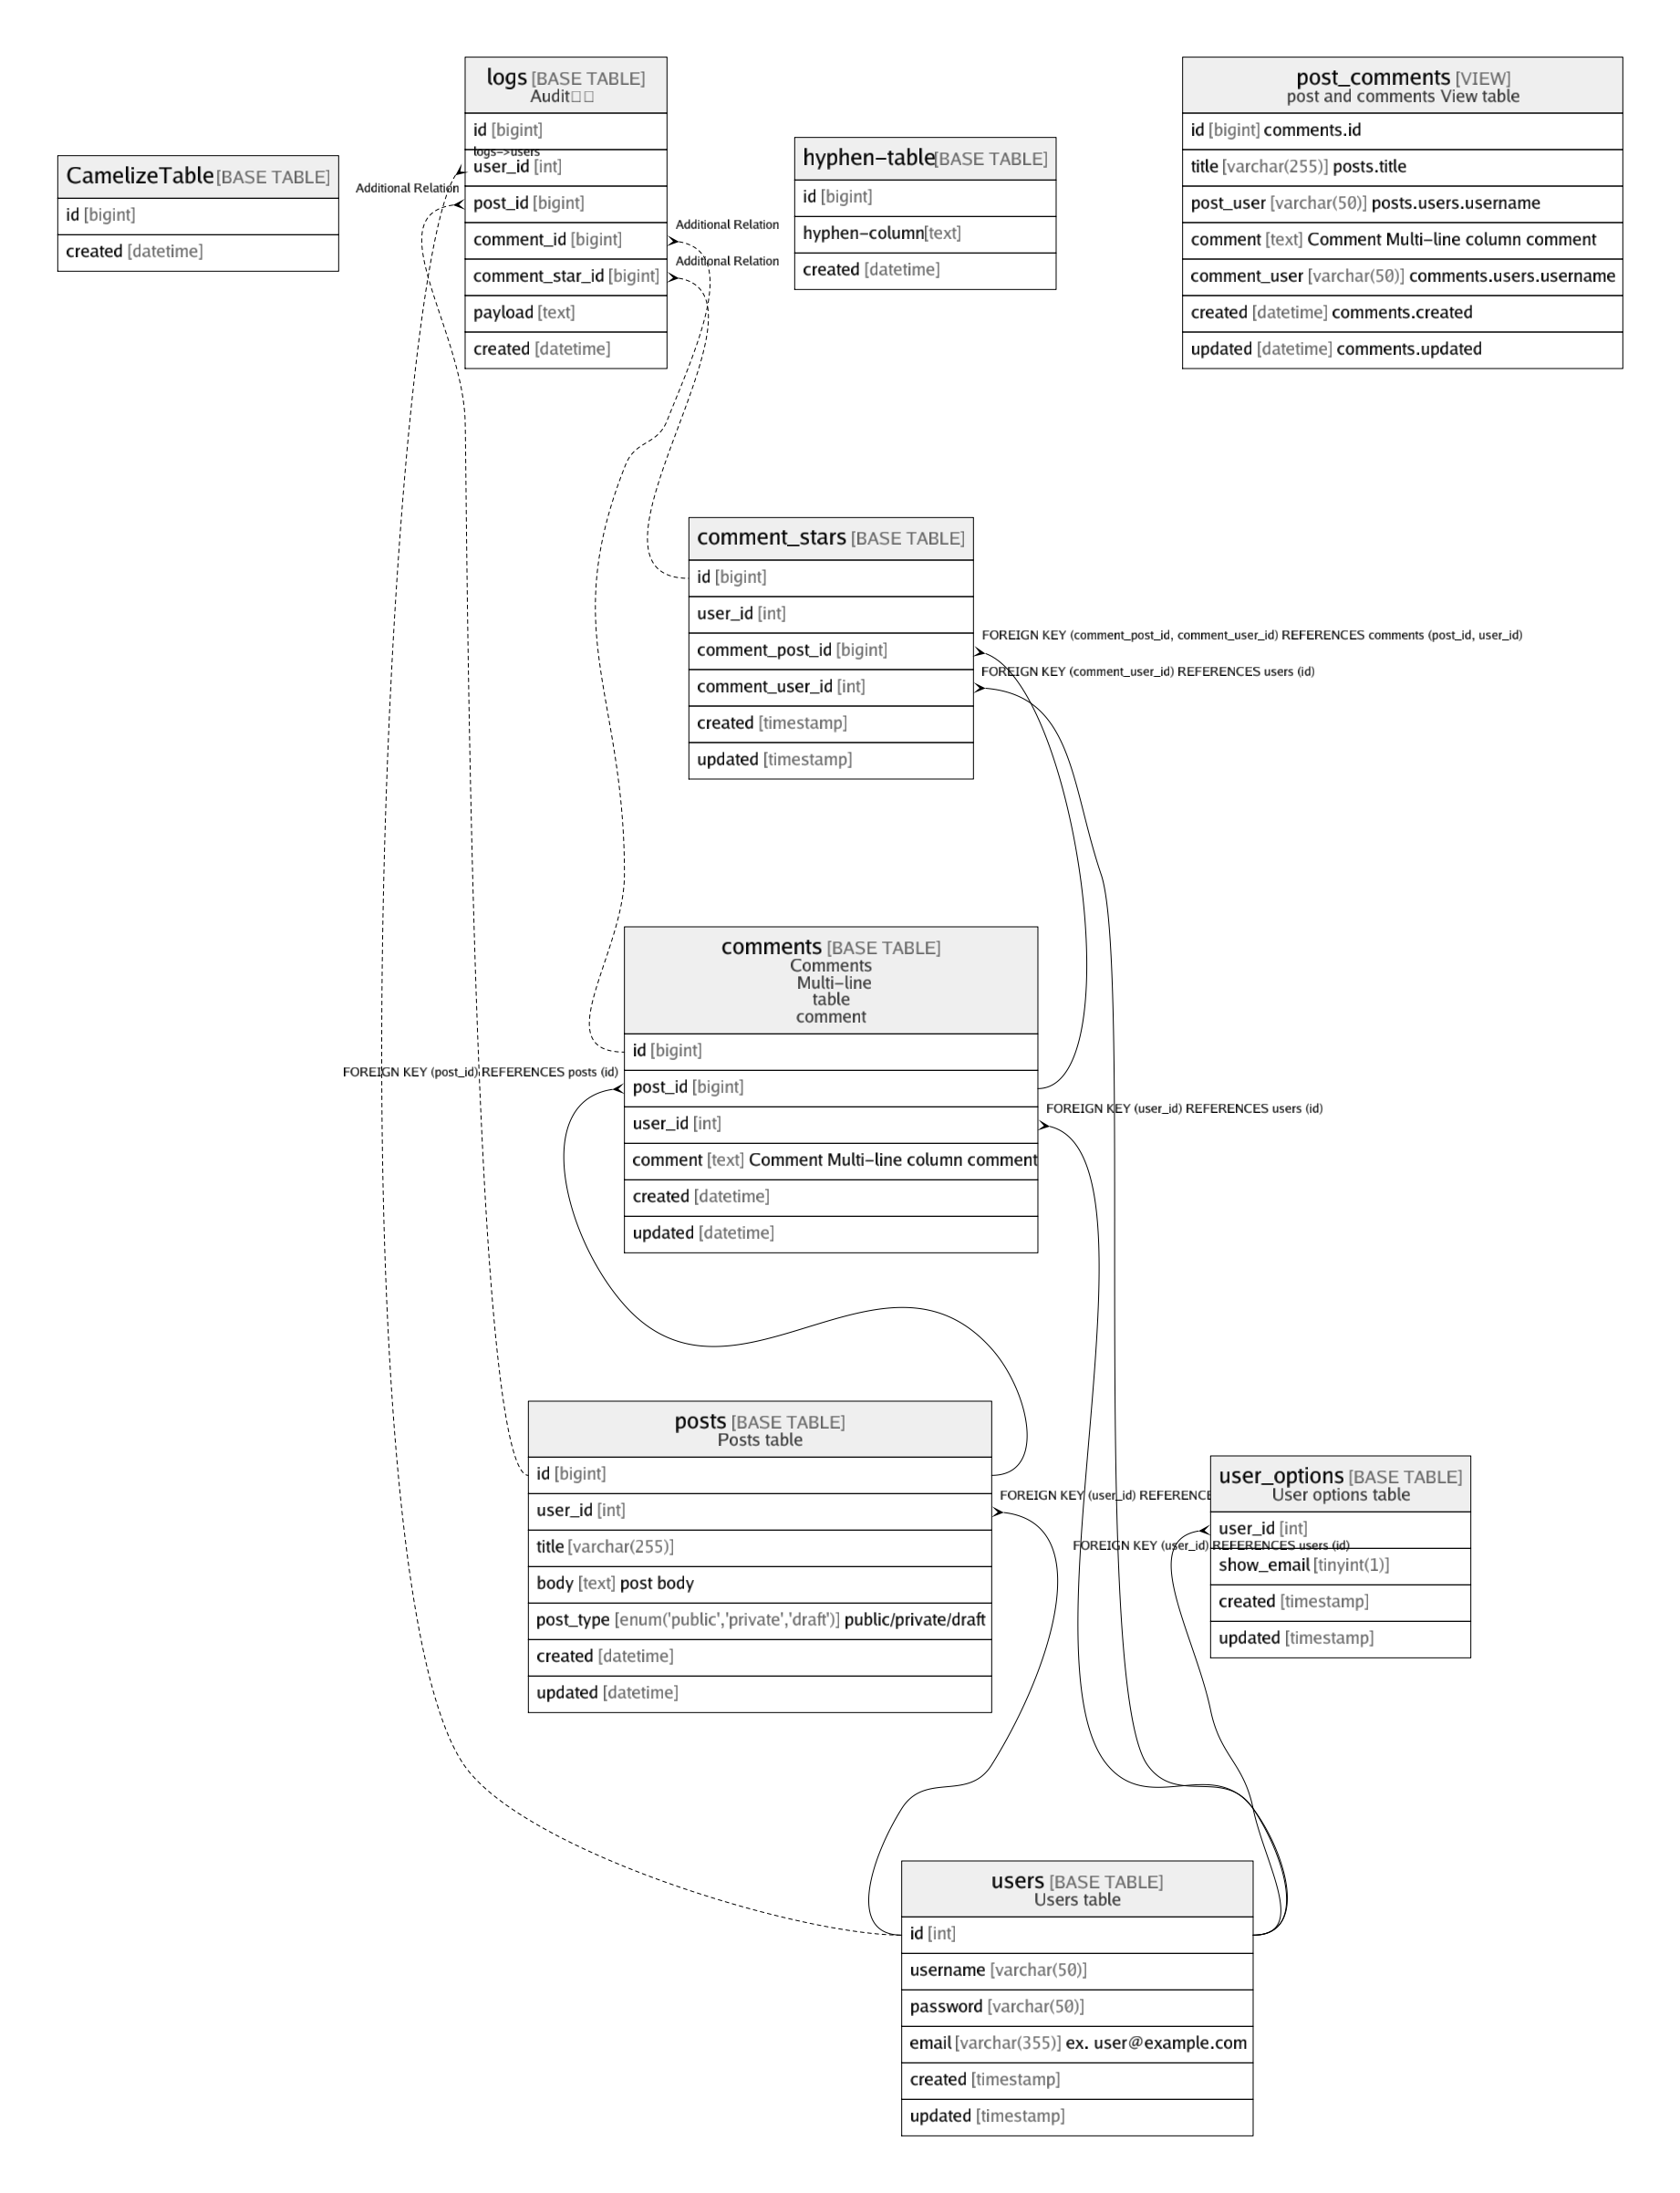 CamelizeTable [BASE TABLE]
id [bigint]
created [datetime]
logs [BASE TABLE]
Audit
id [bigint]
logs->users
user_id [int]
Additional Relation
post_id [bigint]
Additional Relation
comment_id [bigint]
Additional Relation
comment_star_id [bigint]
payload [text]
created [datetime]
hyphen-table [BASE TABLE]
id [bigint]
hyphen-column [text]
created [datetime]
post_comments [VIEW]
post and comments View table
id [bigint] comments.id
title [varchar(255)] posts.title
post_user [varchar(50)] posts.users.username
comment [text] Comment Multi-line column comment
comment_user [varchar(50)] comments.users.username
created [datetime] comments.created
updated [datetime] comments.updated
comment_stars [BASE TABLE]
id [bigint]
user_id [int]
FOREIGN KEY (comment_post_id, comment_user_id) REFERENCES comments (post_id, user_id)
comment_post_id [bigint]
FOREIGN KEY (comment_user_id) REFERENCES users (id)
comment_user_id [int]
created [timestamp]
updated [timestamp]
comments [BASE TABLE]
Comments
Multi-line
table
comment
id [bigint]
FOREIGN KEY (post_id) REFERENCES posts (id)
post_id [bigint]
FOREIGN KEY (user_id) REFERENCES users (id)
user_id [int]
comment [text] Comment Multi-line column comment
created [datetime]
updated [datetime]
posts [BASE TABLE]
Posts table
id [bigint]
FOREIGN KEY (user_id)
user_id [int]
title [varchar(255)]
body [text] post body
post_type [enum('public','private','draft')] public/private/draft
created [datetime]
updated [datetime]
user_options [BASE TABLE]
User options table
user_id [int]
FOREIGN KEY (user_id) REFERENCES users (id)
show_email [tinyint(1)]
created [timestamp]
updated [timestamp]
users [BASE TABLE]
Users table
id [int]
username [varchar(50)]
password [varchar(50)]
email [varchar(355)] ex. user@example.com
created [timestamp]
updated [timestamp]